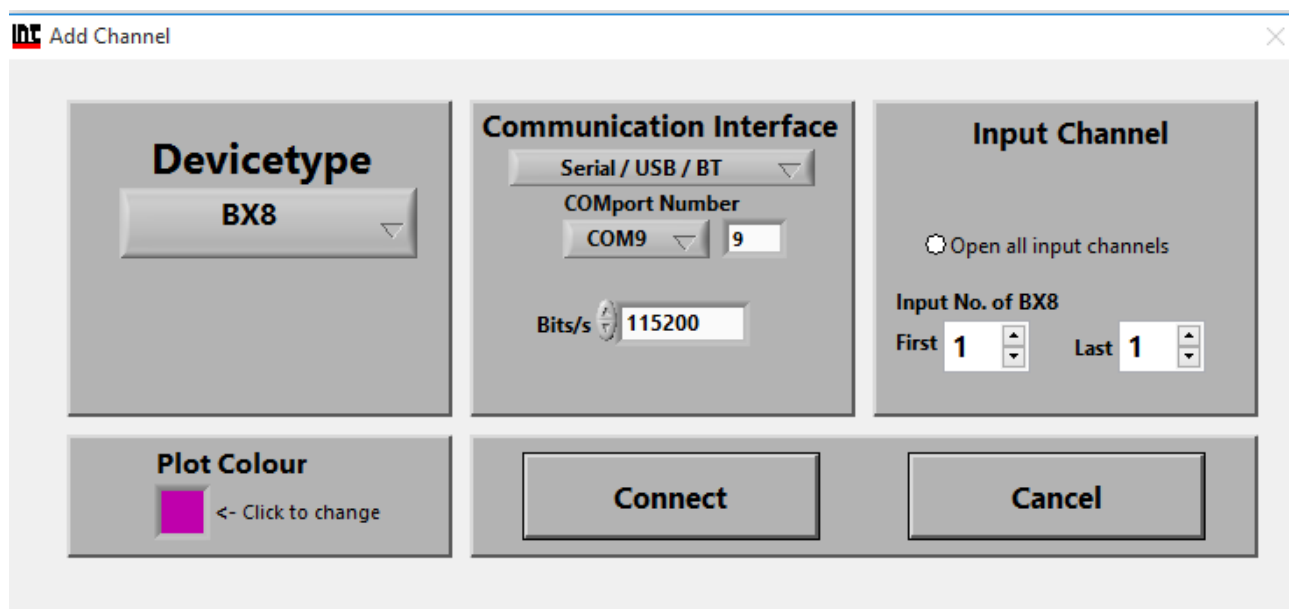 Add Channel
Devicetype
BX8
Communication Interface
Serial / USB / BT
COMport Number
COM9 9
Bits/s 115200
Input Channel
Open all input channels
Input No. of BX8
First 1 Last 1
Plot Colour
<- Click to change
Connect
Cancel